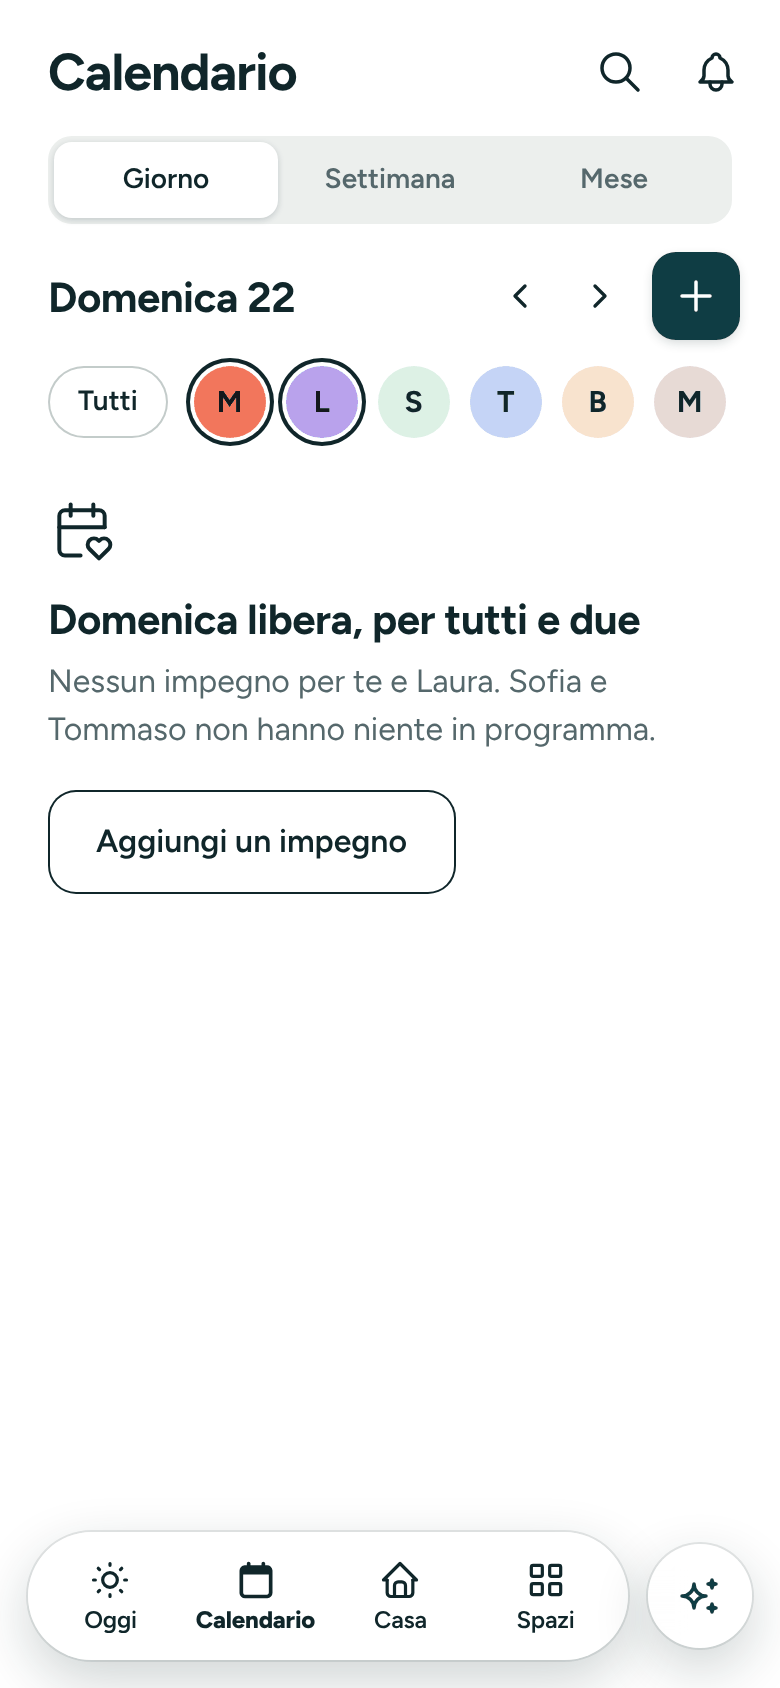 Calendario
Giorno Settimana Mese
Domenica 22
Tutti M L S T B M
Domenica libera, per tutti e due
Nessun impegno per te e Laura. Sofia e
Tommaso non hanno niente in programma.
Aggiungi un impegno
Oggi Calendario Casa Spazi